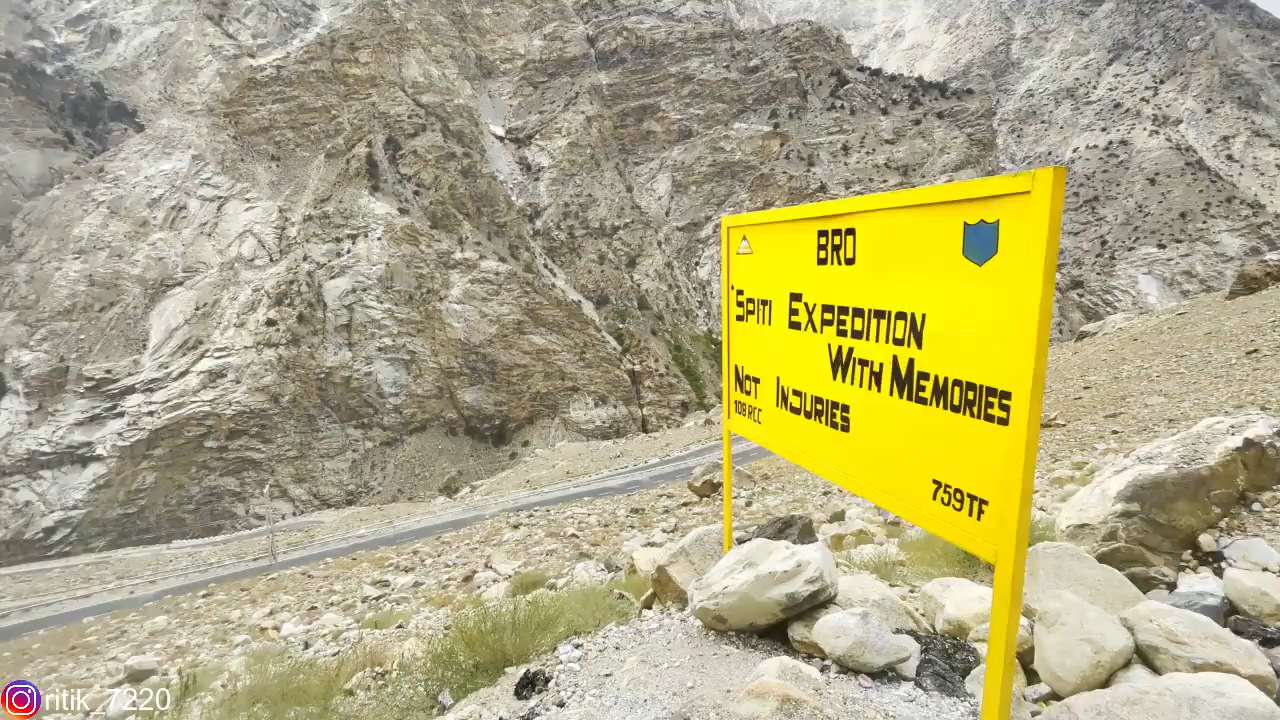 BRO
SPITI EXPEDITION
WITH MEMORIES
NOT INJURIES
108 RCC
759TF
ritik_7220